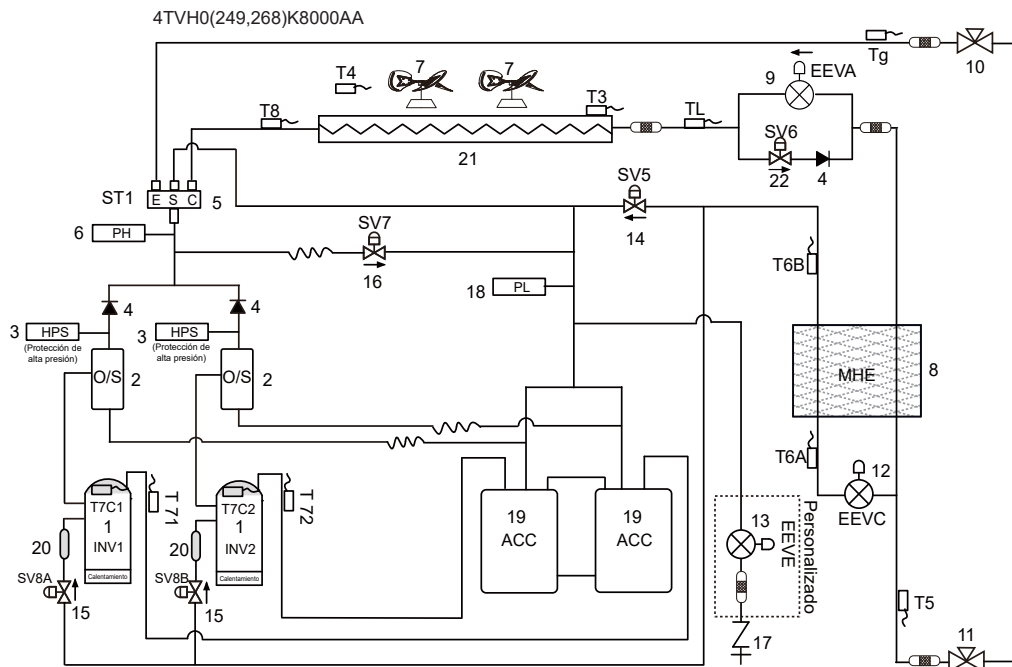 4TVH0(249,268)K8000AA
Tg
10
T4
7
7
9
EEVA
T8
T3
TL
SV6
21
22
4
ST1
E S C
5
SV5
14
6
PH
SV7
16
T6B
18
PL
4
4
3
HPS
(Protección de
alta presión)
3
HPS
(Protección de
alta presión)
O/S
2
O/S
2
MHE
8
T6A
12
EEVC
T7C1
1
INV1
Calentamiento
T71
T7C2
1
INV2
Calentamiento
T72
20
20
SV8A
15
SV8B
15
19
ACC
19
ACC
13
EEVE
Personalizado
17
T5
11